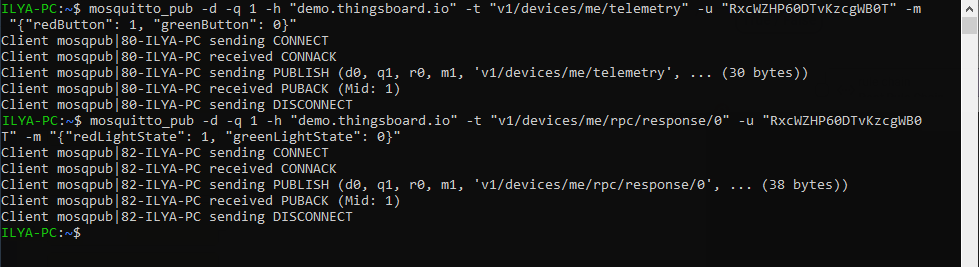 ILYA-PC:~$ mosquitto_pub -d -q 1 -h "demo.thingsboard.io" -t "v1/devices/me/telemetry" -u "RxcWZHP60DTvKzcgWB0T" -m
"{"redButton": 1, "greenButton": 0}"
Client mosqpub|80-ILYA-PC sending CONNECT
Client mosqpub|80-ILYA-PC received CONNACK
Client mosqpub|80-ILYA-PC sending PUBLISH (d0, q1, r0, m1, 'v1/devices/me/telemetry', ... (30 bytes))
Client mosqpub|80-ILYA-PC received PUBACK (Mid: 1)
Client mosqpub|80-ILYA-PC sending DISCONNECT
ILYA-PC:~$ mosquitto_pub -d -q 1 -h "demo.thingsboard.io" -t "v1/devices/me/rpc/response/0" -u "RxcWZHP60DTvKzcgWB0
T" -m "{"redLightState": 1, "greenLightState": 0}"
Client mosqpub|82-ILYA-PC sending CONNECT
Client mosqpub|82-ILYA-PC received CONNACK
Client mosqpub|82-ILYA-PC sending PUBLISH (d0, q1, r0, m1, 'v1/devices/me/rpc/response/0', ... (38 bytes))
Client mosqpub|82-ILYA-PC received PUBACK (Mid: 1)
Client mosqpub|82-ILYA-PC sending DISCONNECT
ILYA-PC:~$